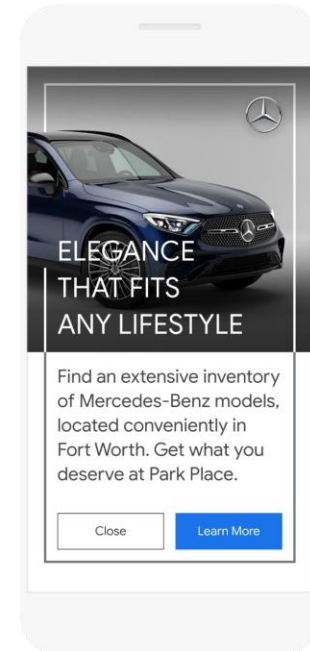 ELEGANCE
THAT FITS
ANY LIFESTYLE
Find an extensive inventory
of Mercedes-Benz models,
located conveniently in
Fort Worth. Get what you
deserve at Park Place.
Close
Learn More